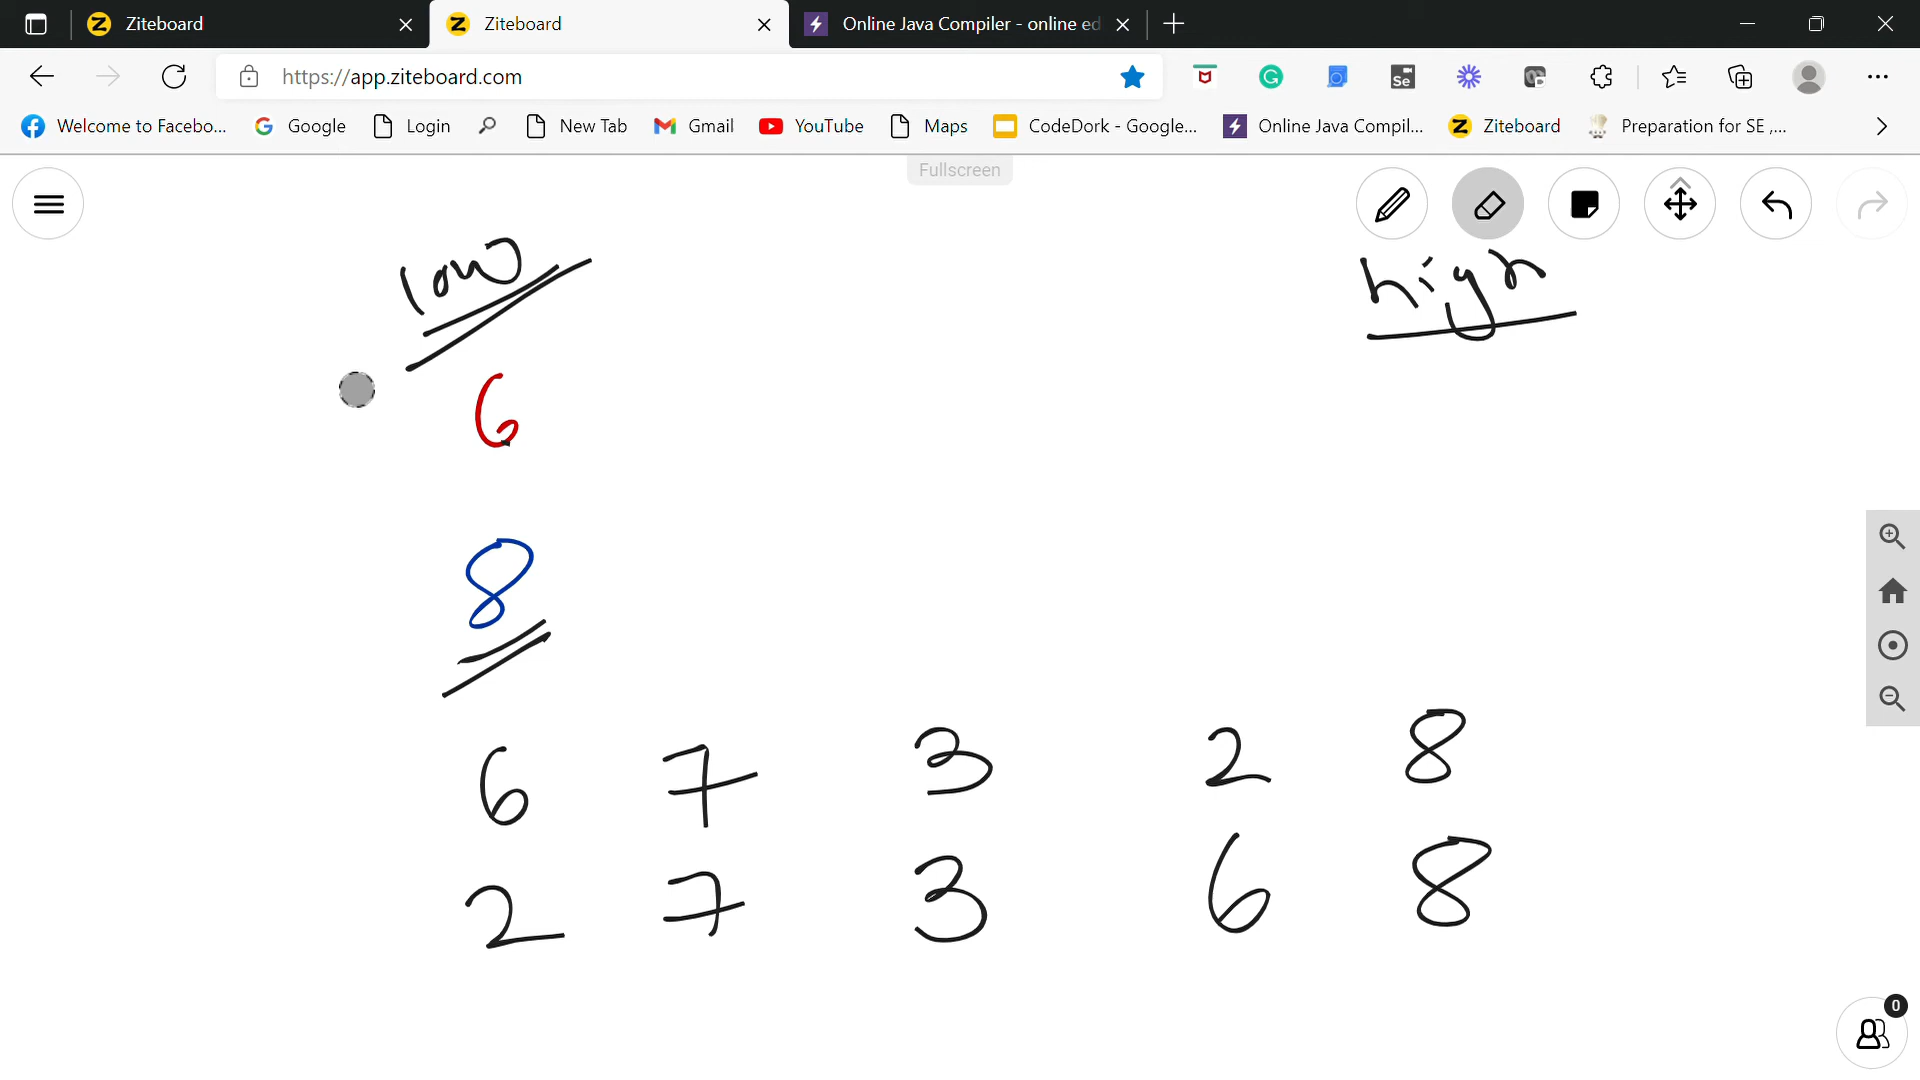 Ziteboard
Ziteboard
Online Java Compiler - online ed
https://app.ziteboard.com
Welcome to Facebo...
Google
Login
New Tab
Gmail
YouTube
Maps
CodeDork - Google...
Online Java Compil...
Ziteboard
Preparation for SE ,...
Fullscreen
low
high
6
8
6 7 3 2 8
2 7 3 6 8
0